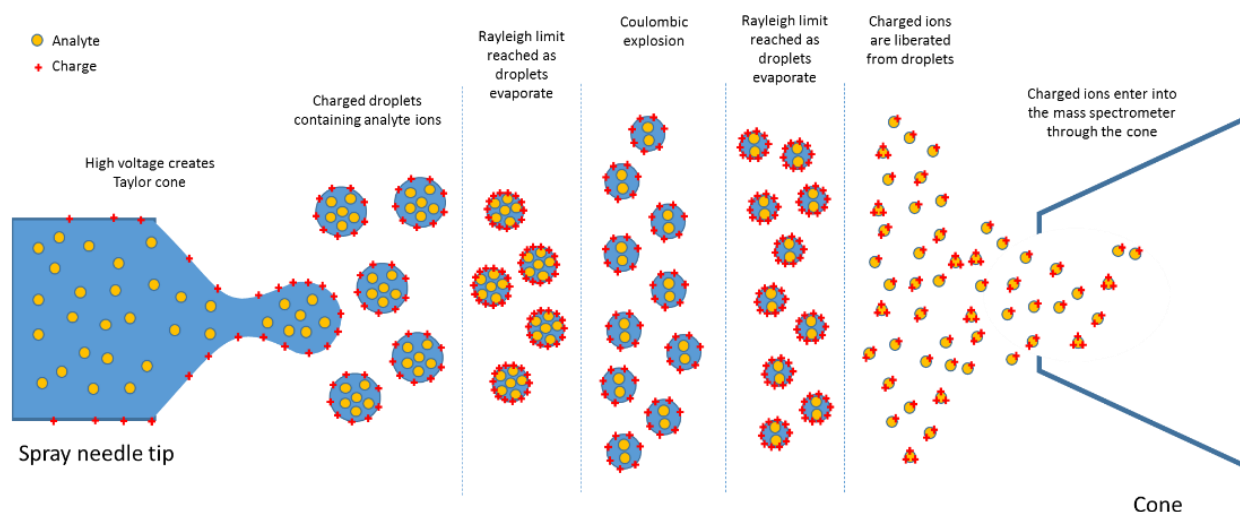 Analyte
Charge
High voltage creates
Taylor cone
Charged droplets
containing analyte ions
Rayleigh limit
reached as
droplets
evaporate
Coulombic
explosion
Rayleigh limit
reached as
droplets
evaporate
Charged ions
are liberated
from droplets
Charged ions enter into
the mass spectrometer
through the cone
Spray needle tip
Cone